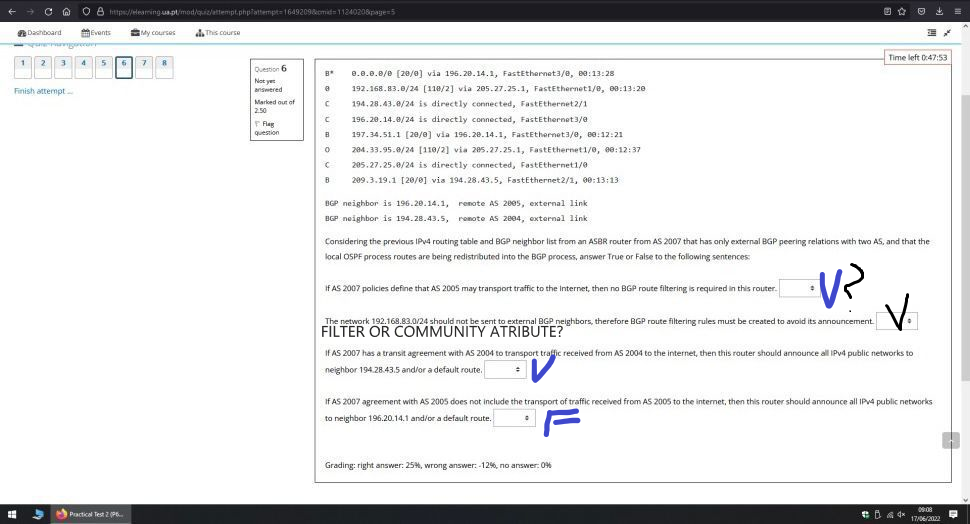 https://elearning.ua.pt/mod/quiz/attempt.php?attempt=1649209&cmid=1124020&page=5
Dashboard Events My courses This course
Quiz navigation
1 2 3 4 5 6 7 8
Finish attempt ...
Time left 0:47:53
Question 6
Not yet
answered
Marked out of
2.50
Flag
question
B* 0.0.0.0/0 [20/0] via 196.20.14.1, FastEthernet3/0, 00:13:28
O 192.168.83.0/24 [110/2] via 205.27.25.1, FastEthernet1/0, 00:13:20
C 194.28.43.0/24 is directly connected, FastEthernet2/1
C 196.20.14.0/24 is directly connected, FastEthernet3/0
B 197.34.51.1 [20/0] via 196.20.14.1, FastEthernet3/0, 00:12:21
O 204.33.95.0/24 [110/2] via 205.27.25.1, FastEthernet1/0, 00:12:37
C 205.27.25.0/24 is directly connected, FastEthernet1/0
B 209.3.19.1 [20/0] via 194.28.43.5, FastEthernet2/1, 00:13:13
BGP neighbor is 196.20.14.1, remote AS 2005, external link
BGP neighbor is 194.28.43.5, remote AS 2004, external link
Considering the previous IPv4 routing table and BGP neighbor list from an ASBR router from AS 2007 that has only external BGP peering relations with two AS, and that the
local OSPF process routes are being redistributed into the BGP process, answer True or False to the following sentences:
If AS 2007 policies define that AS 2005 may transport traffic to the Internet, then no BGP route filtering is required in this router. V ?
The network 192.168.83.0/24 should not be sent to external BGP neighbors, therefore BGP route filtering rules must be created to avoid its announcement. V
FILTER OR COMMUNITY ATRIBUTE?
If AS 2007 has a transit agreement with AS 2004 to transport traffic received from AS 2004 to the internet, then this router should announce all IPv4 public networks to
neighbor 194.28.43.5 and/or a default route. V
If AS 2007 agreement with AS 2005 does not include the transport of traffic received from AS 2005 to the internet, then this router should announce all IPv4 public networks
to neighbor 196.20.14.1 and/or a default route. F
Grading: right answer: 25%, wrong answer: -12%, no answer: 0%
Practical Test 2 (P6...
09:08
17/06/2022